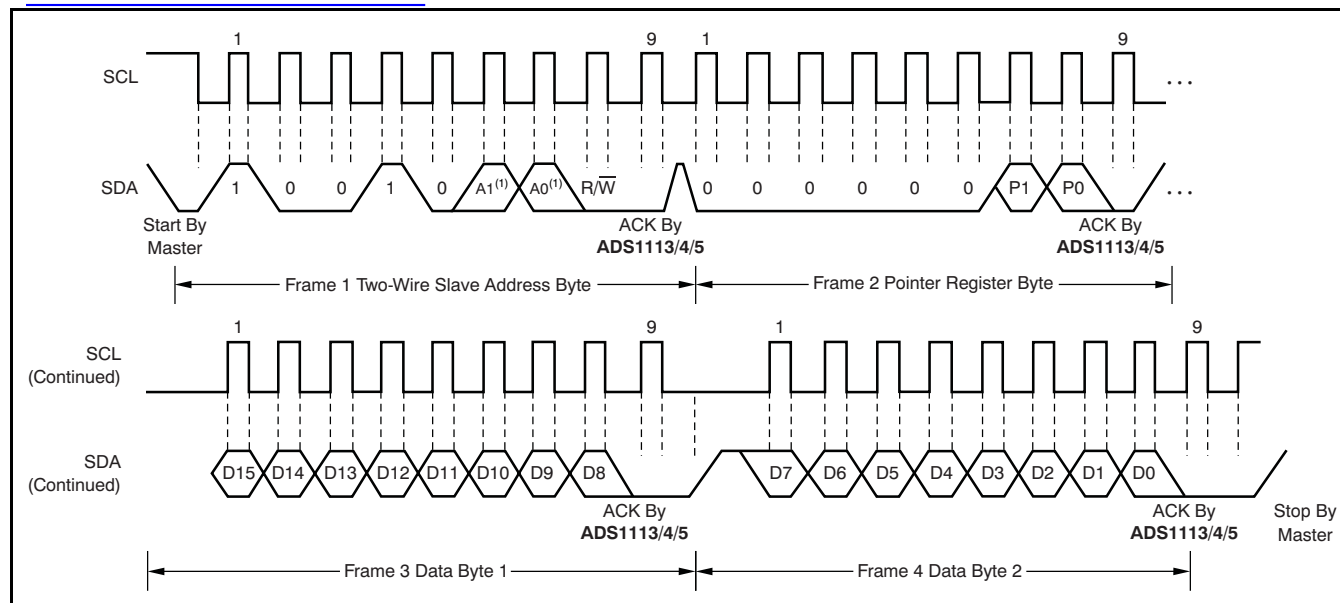 1 9 1 9
SCL ...
SDA 1 0 0 1 0 A1(1) A0(1) R/W̅ 0 0 0 0 0 0 P1 P0 ...
Start By Master
ACK By ADS1113/4/5
ACK By ADS1113/4/5
Frame 1 Two-Wire Slave Address Byte
Frame 2 Pointer Register Byte
1 9 1 9
SCL (Continued)
SDA (Continued) D15 D14 D13 D12 D11 D10 D9 D8 D7 D6 D5 D4 D3 D2 D1 D0
ACK By ADS1113/4/5
ACK By ADS1113/4/5
Stop By Master
Frame 3 Data Byte 1
Frame 4 Data Byte 2